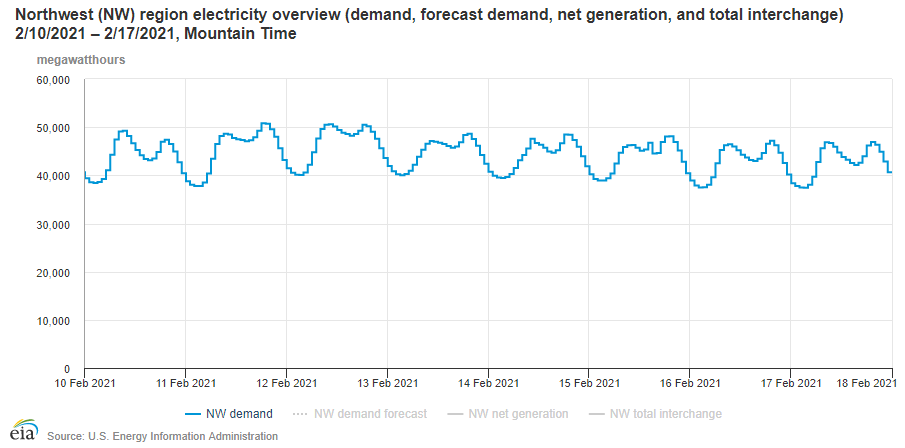 Northwest (NW) region electricity overview (demand, forecast demand, net generation, and total interchange)
2/10/2021 – 2/17/2021, Mountain Time
megawatthours
60,000
50,000
40,000
30,000
20,000
10,000
0
10 Feb 2021 11 Feb 2021 12 Feb 2021 13 Feb 2021 14 Feb 2021 15 Feb 2021 16 Feb 2021 17 Feb 2021 18 Feb 2021
NW demand NW demand forecast NW net generation NW total interchange
eia Source: U.S. Energy Information Administration